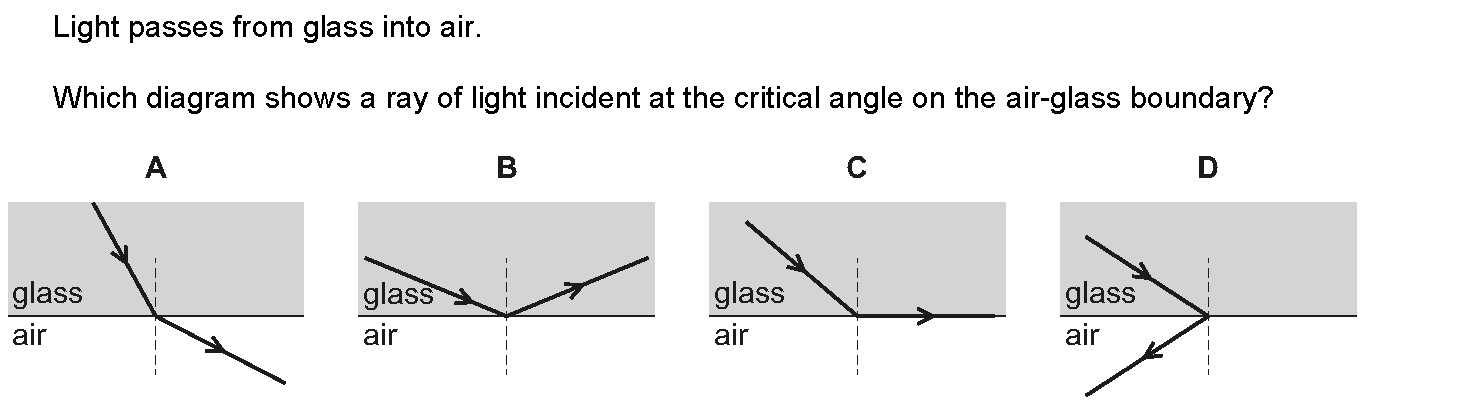 Light passes from glass into air.
Which diagram shows a ray of light incident at the critical angle on the air-glass boundary?
A B C D
glass glass glass glass
air air air air